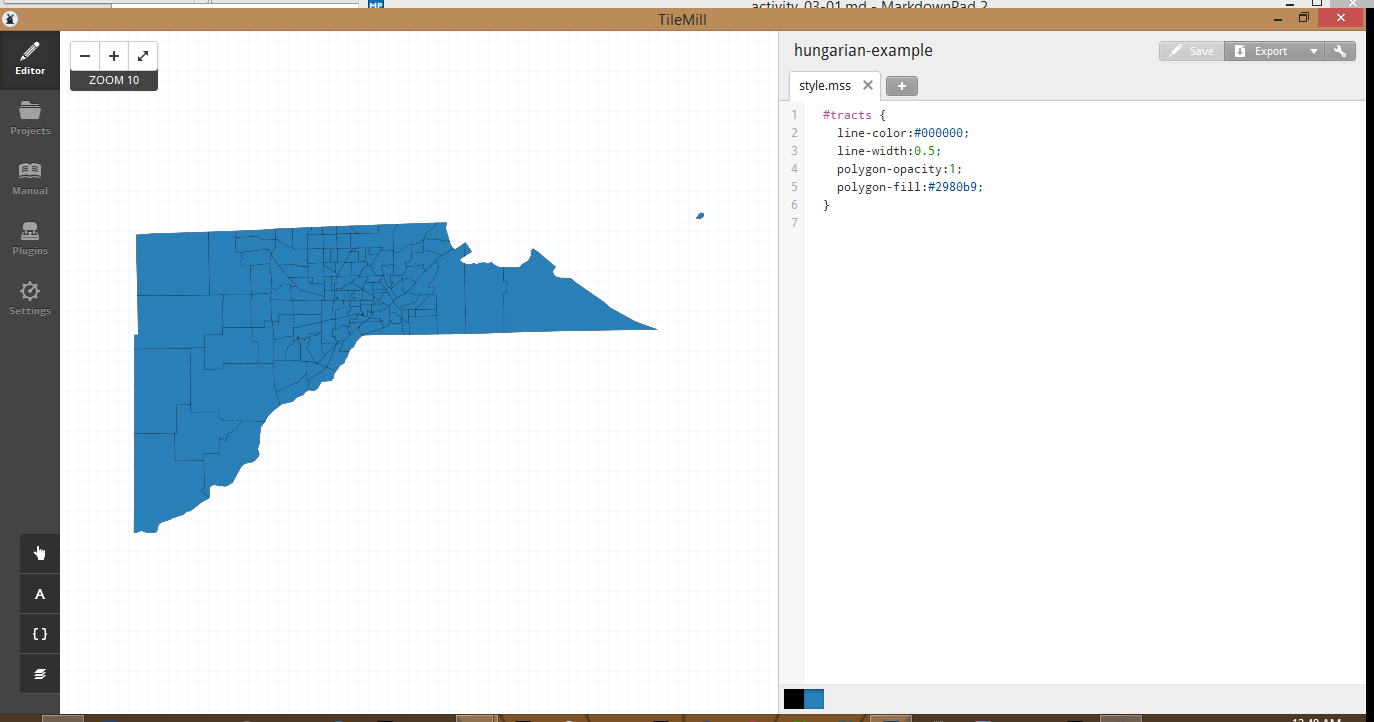 MP
activity_03-01.md - MarkdownPad 2
TileMill
Editor
Projects
Manual
Plugins
Settings
ZOOM 10
A
{ }
hungarian-example
Save
Export
style.mss
1 #tracts {
2 line-color:#000000;
3 line-width:0.5;
4 polygon-opacity:1;
5 polygon-fill:#2980b9;
6 }
7